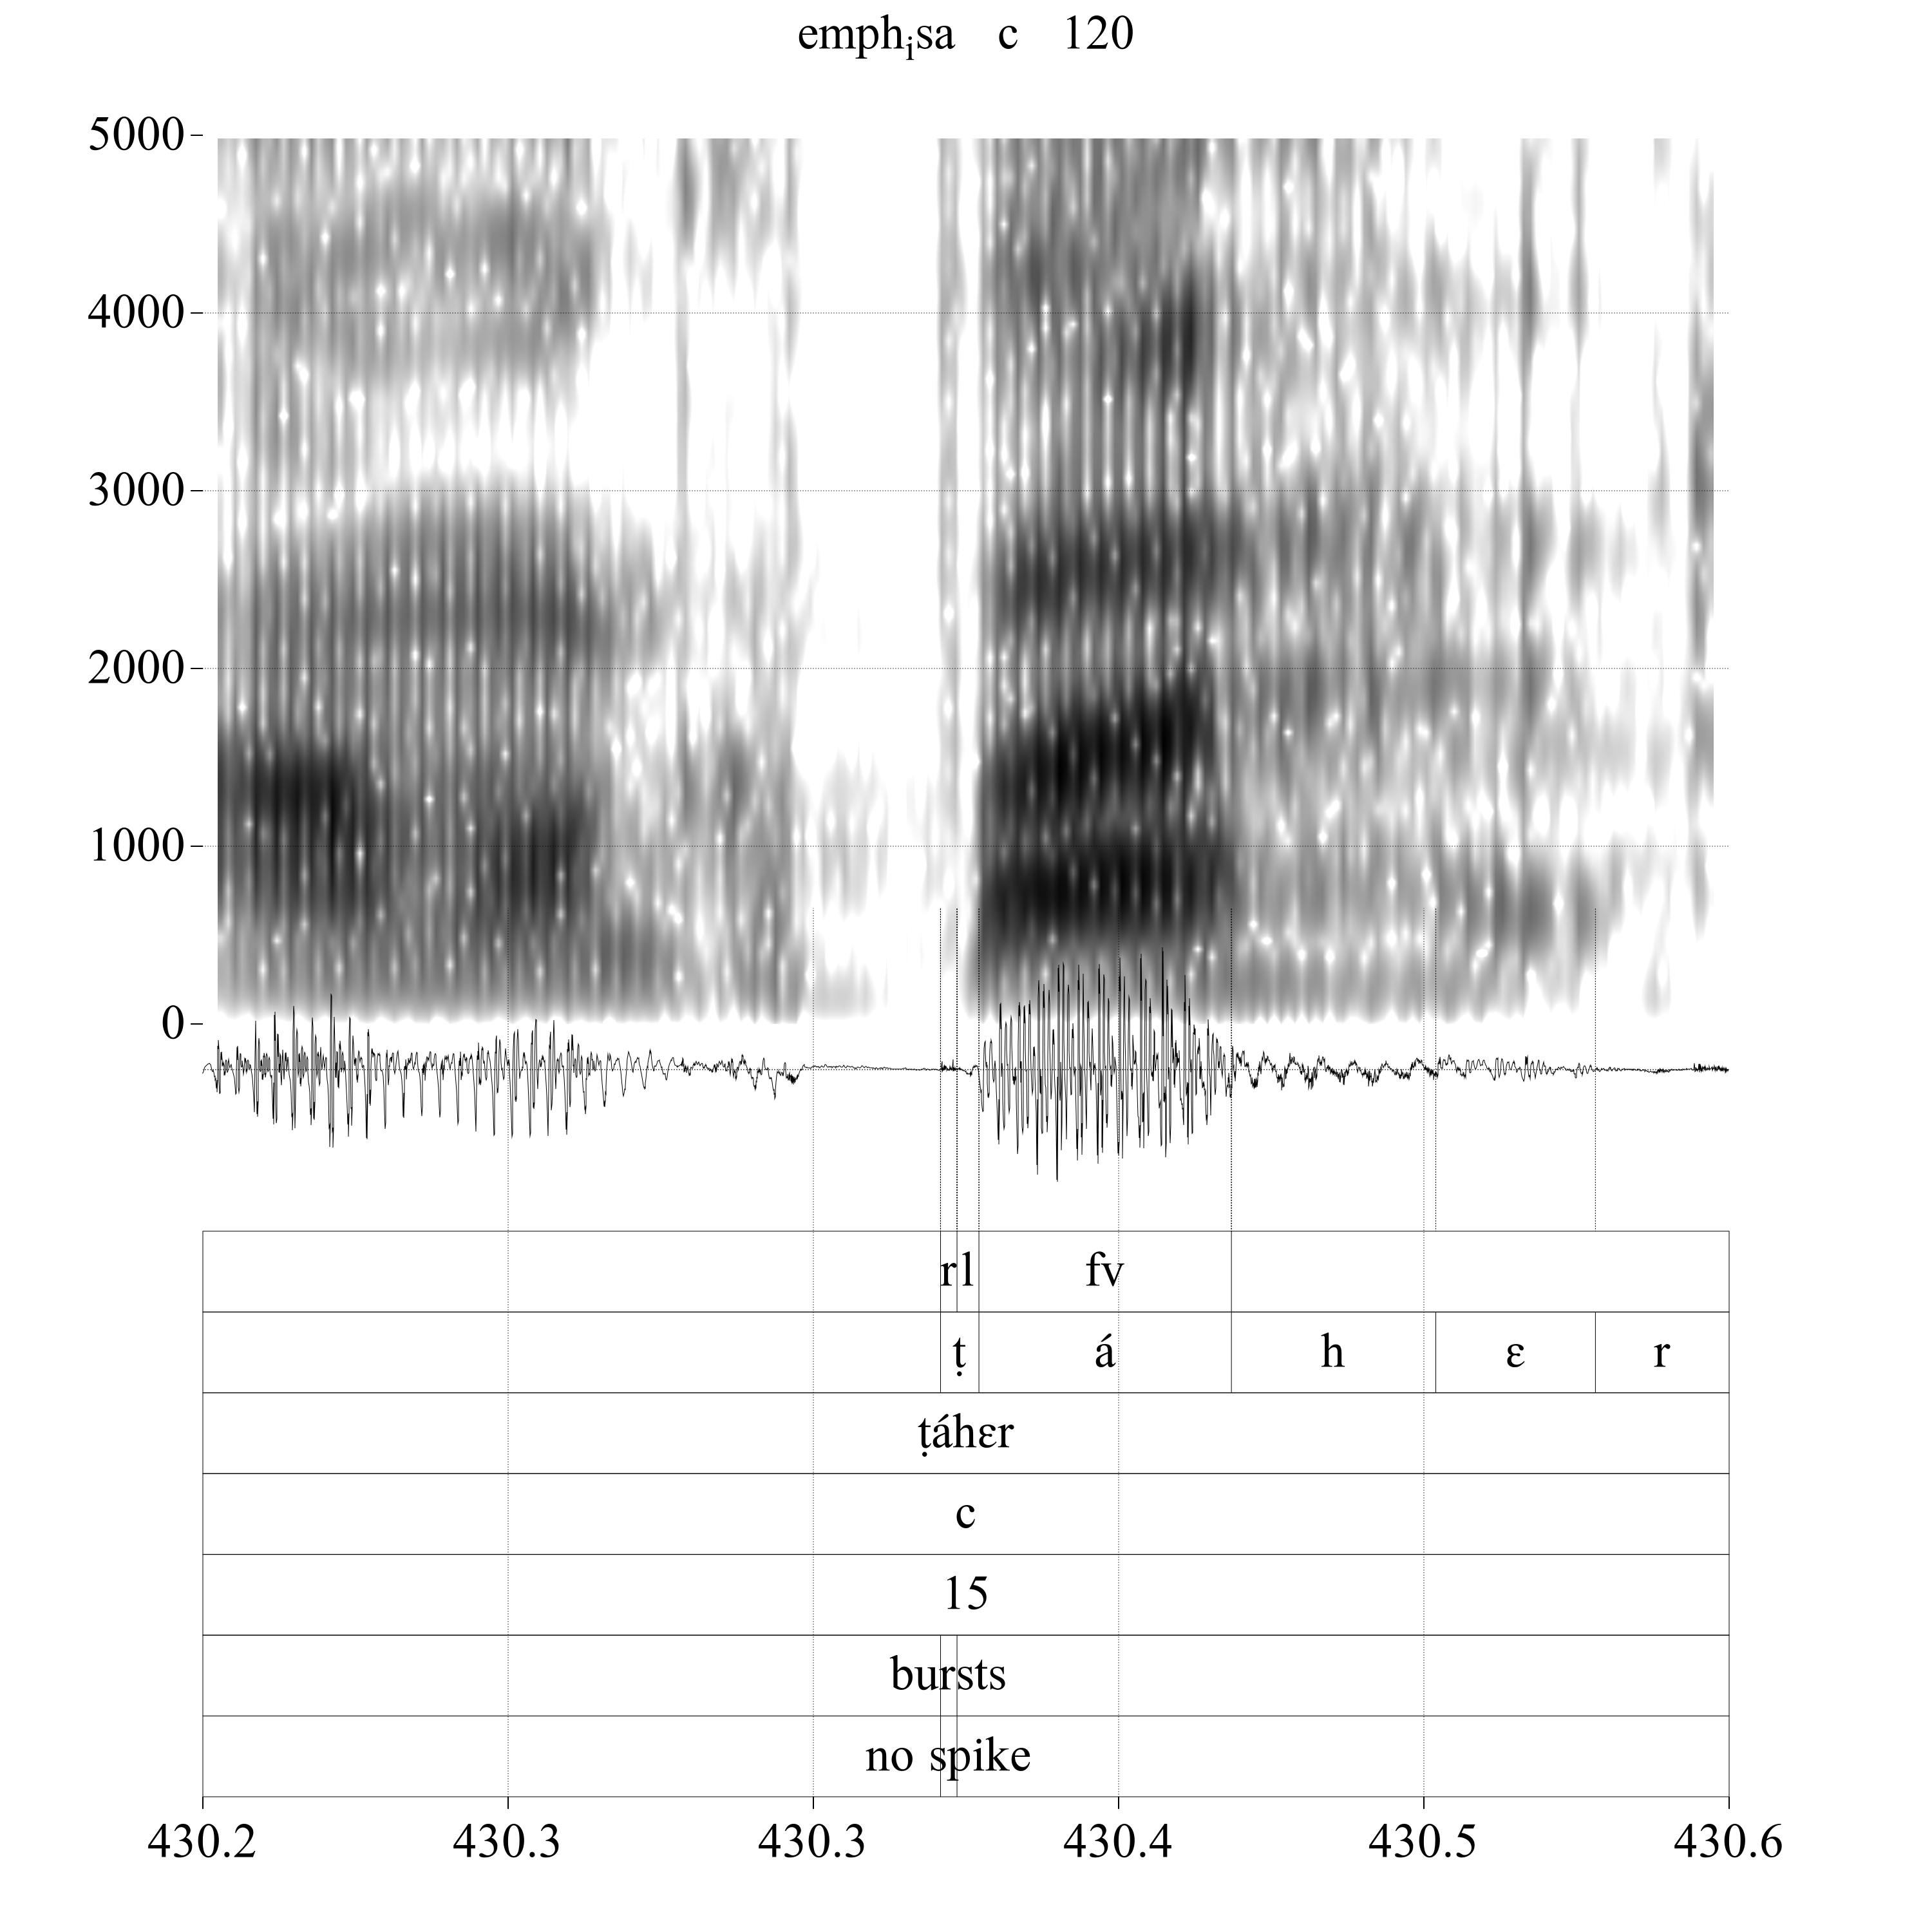 emphᵢsa c 120
5000
4000
3000
2000
1000
0
r l fv
ṭ á h ɛ r
ṭáhɛr
c
15
bursts
no spike
430.2 430.3 430.3 430.4 430.5 430.6